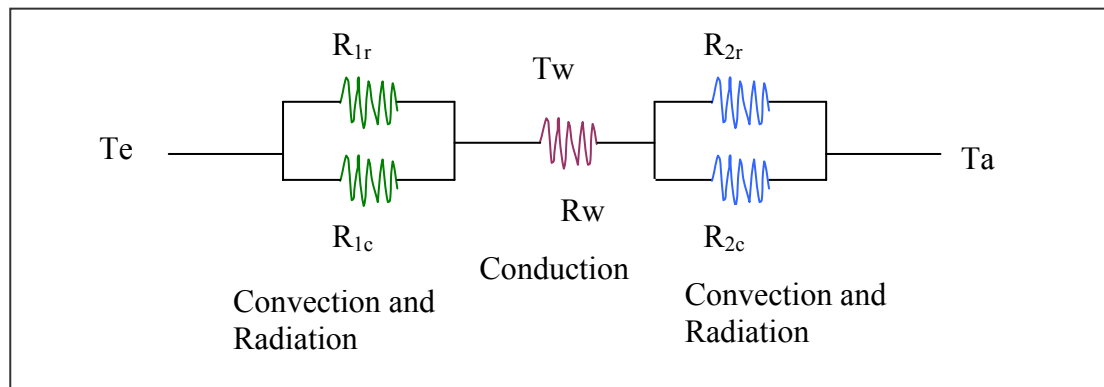 R1r
Tw
R2r
Te
Ta
R1c
Rw
R2c
Conduction
Convection and
Radiation
Convection and
Radiation